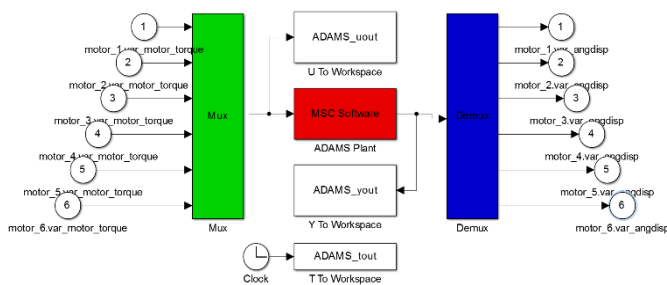 1
motor_1.var_motor_torque
2
motor_2.var_motor_torque
3
motor_3.var_motor_torque
4
motor_4.var_motor_torque
5
motor_5.var_motor_torque
6
motor_6.var_motor_torque
Mux
Mux
ADAMS_uout
U To Workspace
MSC Software
ADAMS Plant
ADAMS_yout
Y To Workspace
Clock
ADAMS_tout
T To Workspace
Demux
Demux
1
motor_1.var_angdisp
2
motor_2.var_angdisp
3
motor_3.var_angdisp
4
motor_4.var_angdisp
5
motor_5.var_angdisp
6
motor_6.var_angdisp